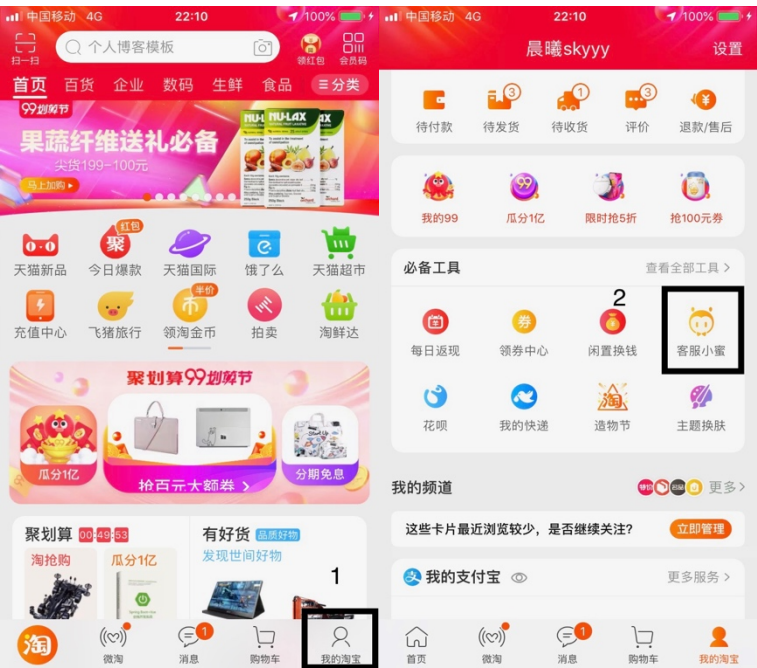 中国移动 4G 22:10 100%
扫一扫 个人博客模板 领红包 会员码
首页 百货 企业 数码 生鲜 食品 分类
99划算节
果蔬纤维送礼必备
尖货199-100元
马上加购
NU-LAX
红包
聚
天猫新品 今日爆款 天猫国际 饿了么 天猫超市
半价
充值中心 飞猪旅行 领淘金币 拍卖 淘鲜达
聚划算99划算节
瓜分1亿 抢百元大额券 > 分期免息
聚划算 00:49:53 有好货 品质好物
淘抢购 瓜分1亿 发现世间好物
1
淘 微淘 消息 1 购物车 我的淘宝
中国移动 4G 22:10 100%
晨曦skyyy 设置
3 1 3
待付款 待发货 待收货 评价 退款/售后
99
我的99 瓜分1亿 限时抢5折 抢100元券
必备工具 查看全部工具 >
2
券
每日返现 领券中心 闲置换钱 客服小蜜
淘
花呗 我的快递 造物节 主题换肤
我的频道 更多>
这些卡片最近浏览较少，是否继续关注? 立即管理
支 我的支付宝 更多服务 >
首页 微淘 消息 1 购物车 我的淘宝